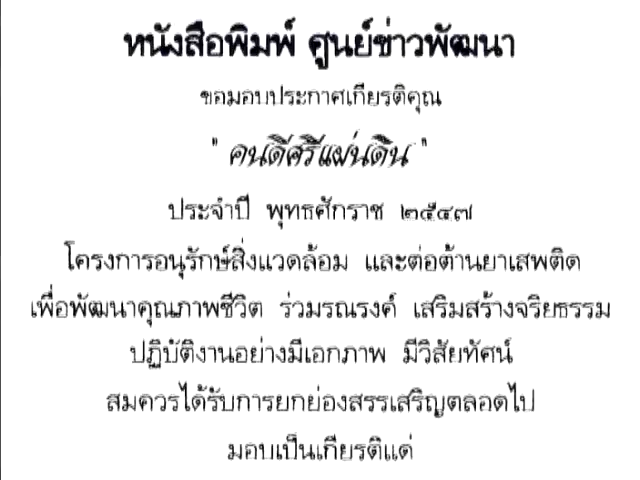 หนังสือพิมพ์ ศูนย์ข่าวพัฒนา
ขอมอบประกาศเกียรติคุณ
" คนดีศรีแผ่นดิน "
ประจำปี พุทธศักราช ๒๕๔๗
โครงการอนุรักษ์สิ่งแวดล้อม และต่อต้านยาเสพติด
เพื่อพัฒนาคุณภาพชีวิต ร่วมรณรงค์ เสริมสร้างจริยธรรม
ปฏิบัติงานอย่างมีเอกภาพ มีวิสัยทัศน์
สมควรได้รับการยกย่องสรรเสริญตลอดไป
มอบเป็นเกียรติแด่